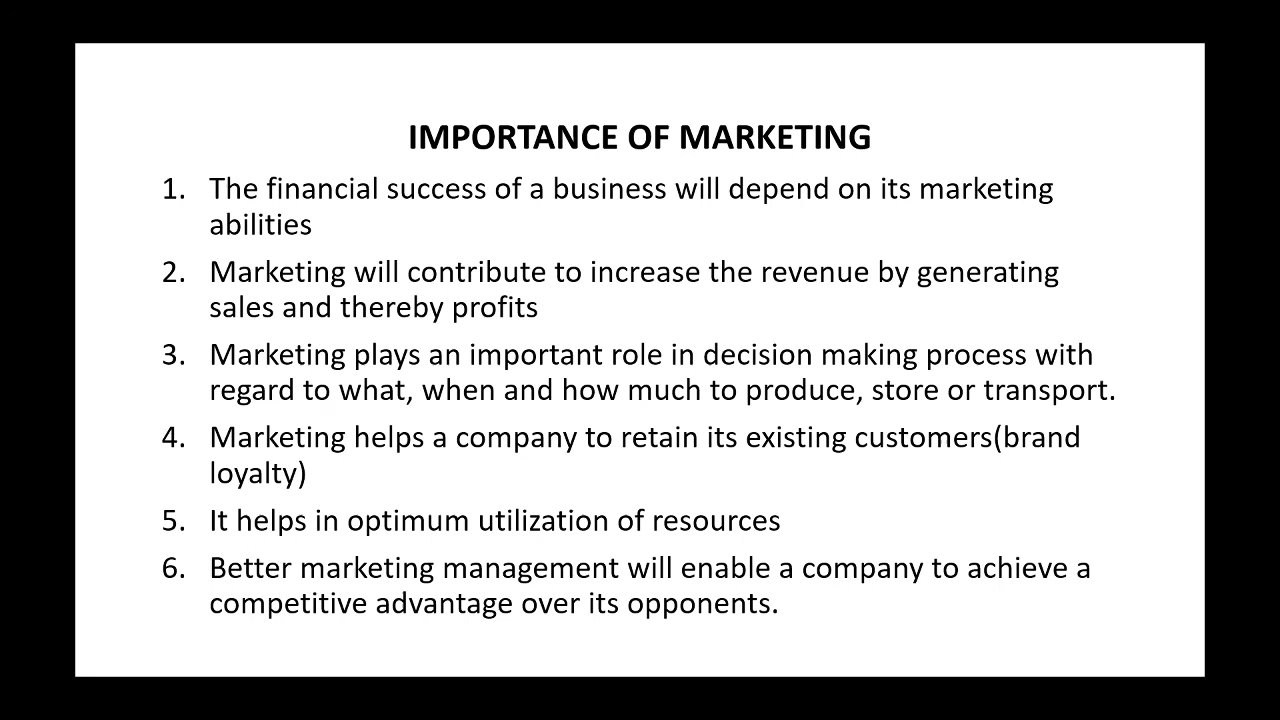 IMPORTANCE OF MARKETING
1. The financial success of a business will depend on its marketing
abilities
2. Marketing will contribute to increase the revenue by generating
sales and thereby profits
3. Marketing plays an important role in decision making process with
regard to what, when and how much to produce, store or transport.
4. Marketing helps a company to retain its existing customers(brand
loyalty)
5. It helps in optimum utilization of resources
6. Better marketing management will enable a company to achieve a
competitive advantage over its opponents.